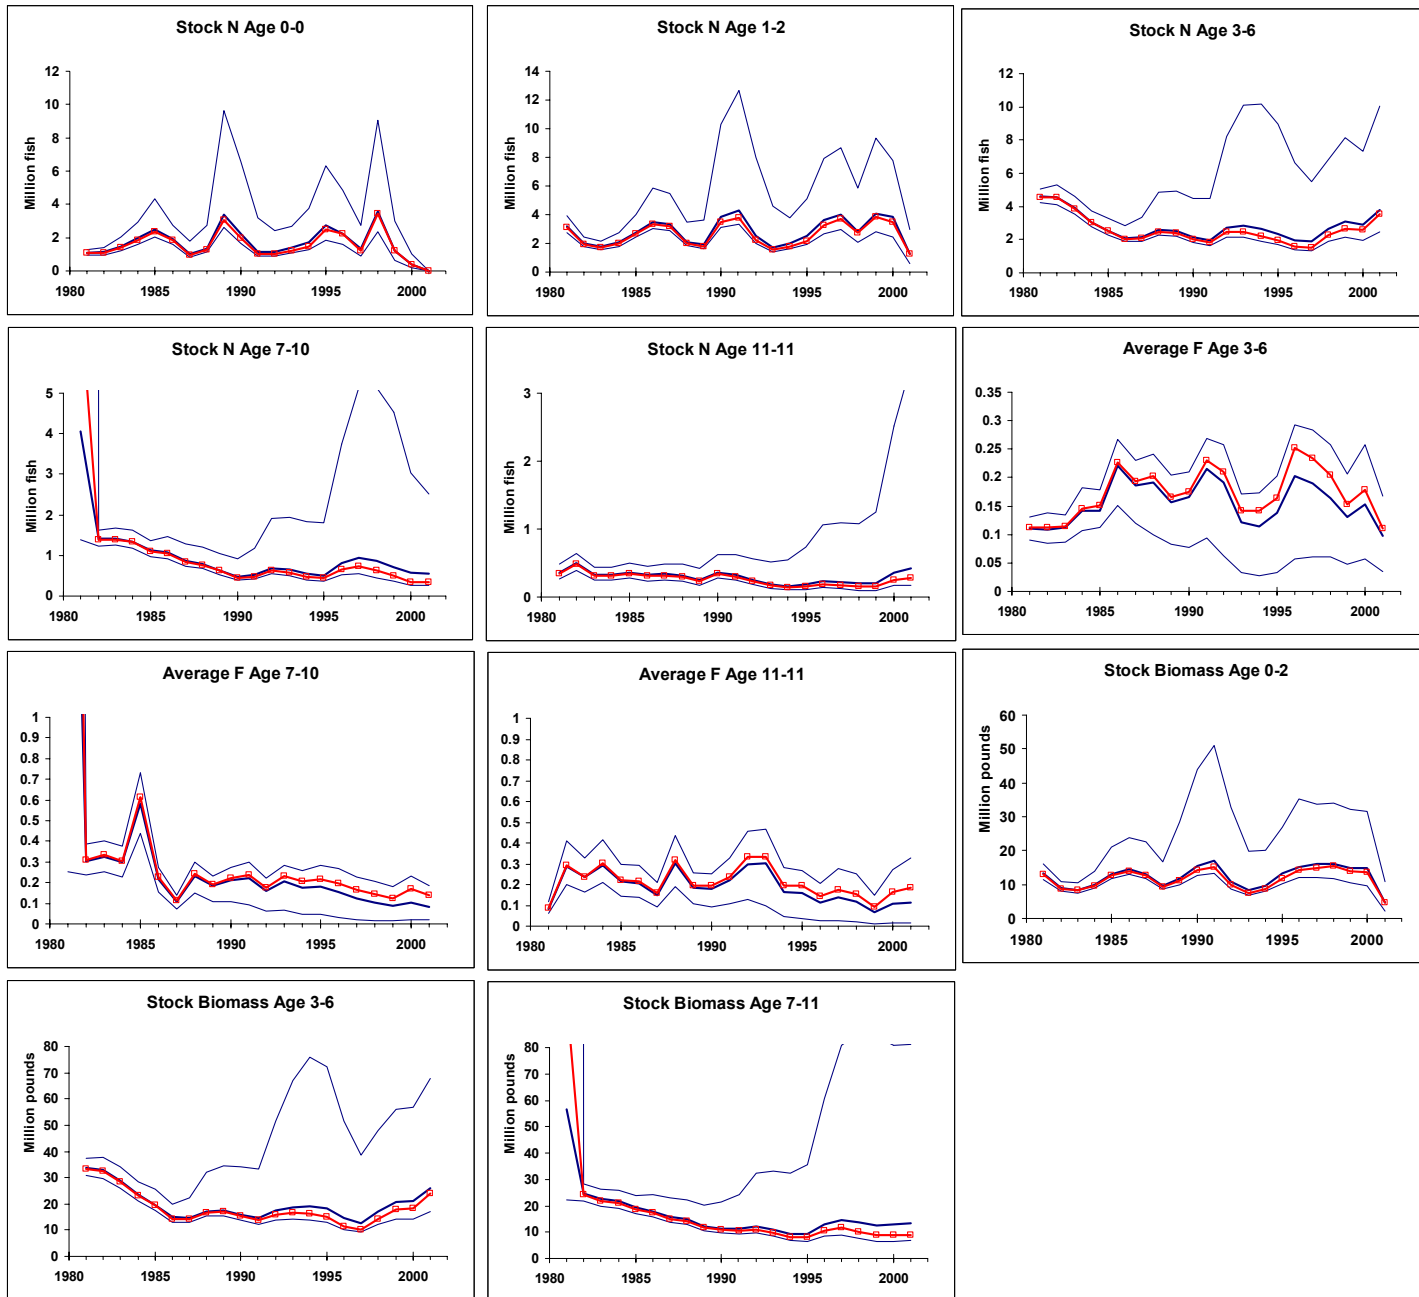 Stock N Age 0-0
Million fish
12
10
8
6
4
2
0
1980 1985 1990 1995 2000
Stock N Age 1-2
Million fish
14
12
10
8
6
4
2
0
1980 1985 1990 1995 2000
Stock N Age 3-6
Million fish
12
10
8
6
4
2
0
1980 1985 1990 1995 2000
Stock N Age 7-10
Million fish
5
4
3
2
1
0
1980 1985 1990 1995 2000
Stock N Age 11-11
Million fish
3
2
1
0
1980 1985 1990 1995 2000
Average F Age 3-6
0.35
0.3
0.25
0.2
0.15
0.1
0.05
0
1980 1985 1990 1995 2000
Average F Age 7-10
1
0.9
0.8
0.7
0.6
0.5
0.4
0.3
0.2
0.1
0
1980 1985 1990 1995 2000
Average F Age 11-11
1
0.9
0.8
0.7
0.6
0.5
0.4
0.3
0.2
0.1
0
1980 1985 1990 1995 2000
Stock Biomass Age 0-2
Million pounds
60
50
40
30
20
10
0
1980 1985 1990 1995 2000
Stock Biomass Age 3-6
Million pounds
80
70
60
50
40
30
20
10
0
1980 1985 1990 1995 2000
Stock Biomass Age 7-11
Million pounds
80
70
60
50
40
30
20
10
0
1980 1985 1990 1995 2000